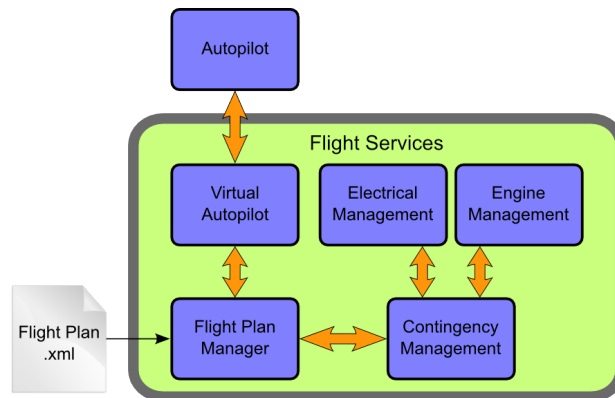 Autopilot
Flight Services
Virtual
Autopilot
Electrical
Management
Engine
Management
Flight Plan
.xml
Flight Plan
Manager
Contingency
Management